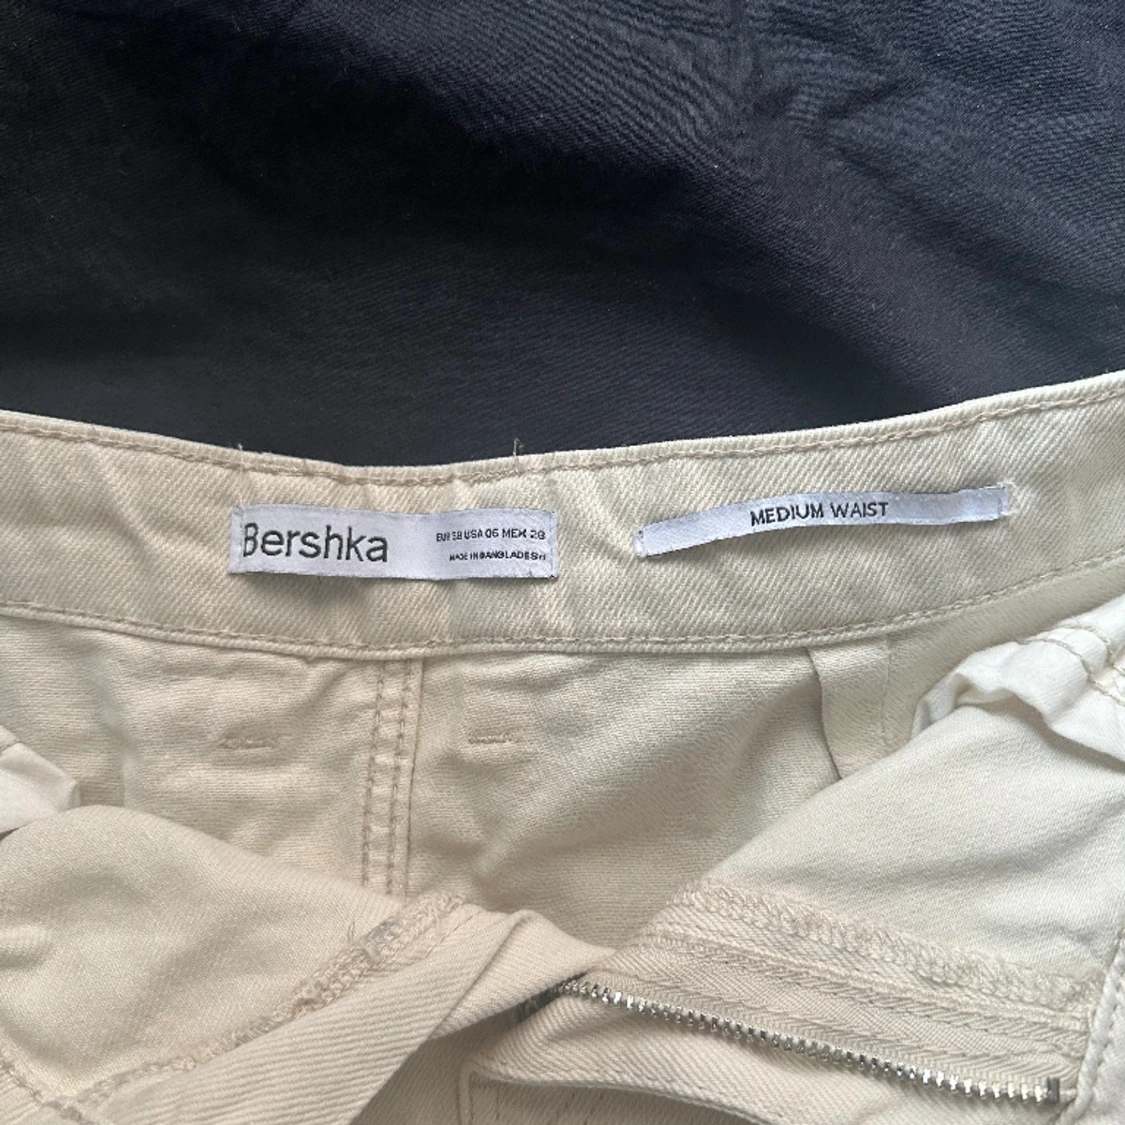 Bershka
EUR 38 USA 06 MEX 28
MADE IN BANGLADESH
MEDIUM WAIST